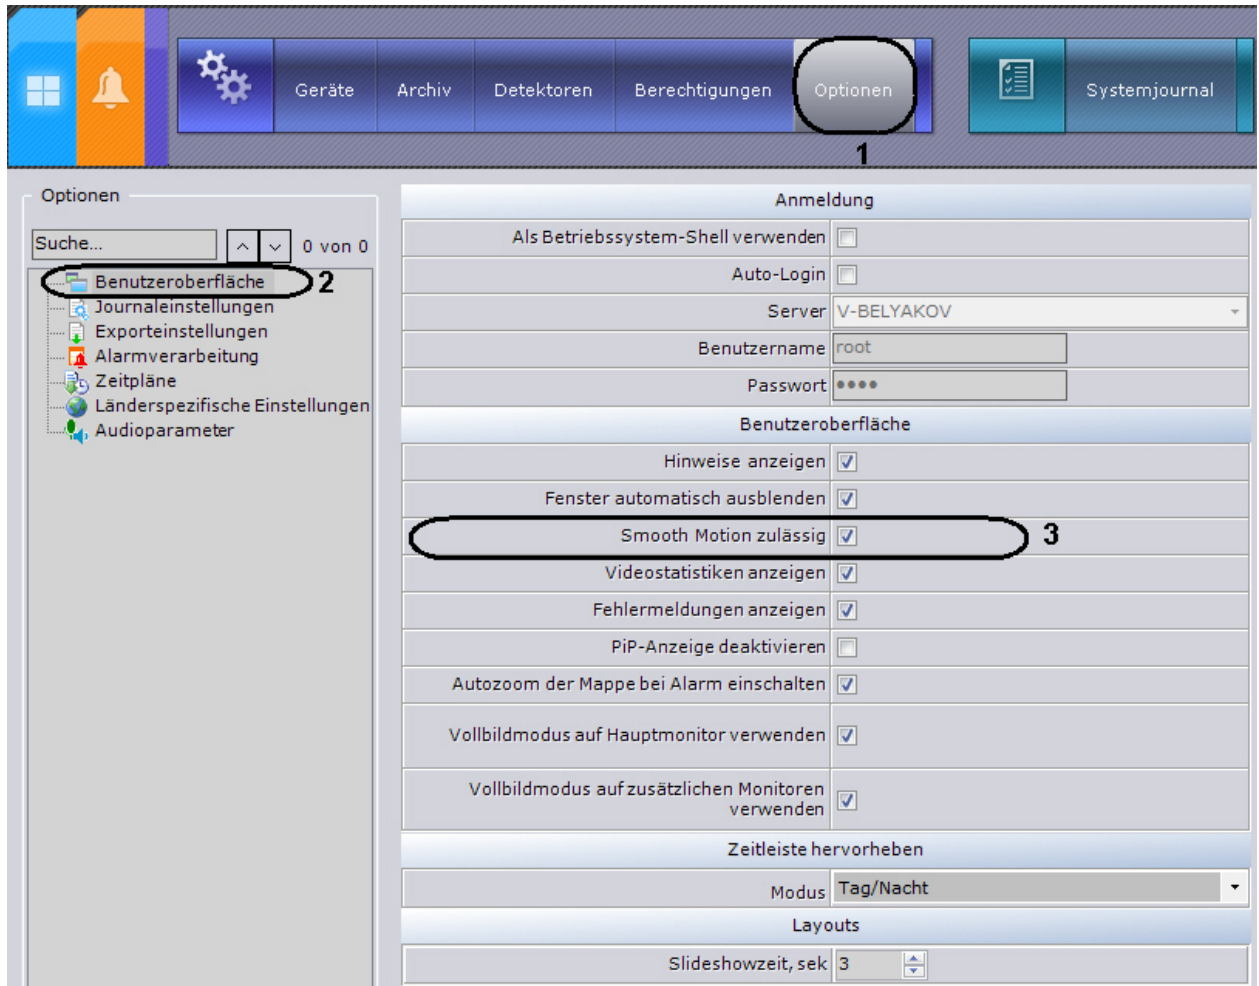 Geräte Archiv Detektoren Berechtigungen Optionen Systemjournal
1
Optionen
Suche... 0 von 0
Benutzeroberfläche 2
Journaleinstellungen
Exporteinstellungen
Alarmverarbeitung
Zeitpläne
Länderspezifische Einstellungen
Audioparameter
Anmeldung
Als Betriebssystem-Shell verwenden
Auto-Login
Server V-BELYAKOV
Benutzername root
Passwort ••••
Benutzeroberfläche
Hinweise anzeigen
Fenster automatisch ausblenden
Smooth Motion zulässig 3
Videostatistiken anzeigen
Fehlermeldungen anzeigen
PiP-Anzeige deaktivieren
Autozoom der Mappe bei Alarm einschalten
Vollbildmodus auf Hauptmonitor verwenden
Vollbildmodus auf zusätzlichen Monitoren
verwenden
Zeitleiste hervorheben
Modus Tag/Nacht
Layouts
Slideshowzeit, sek 3